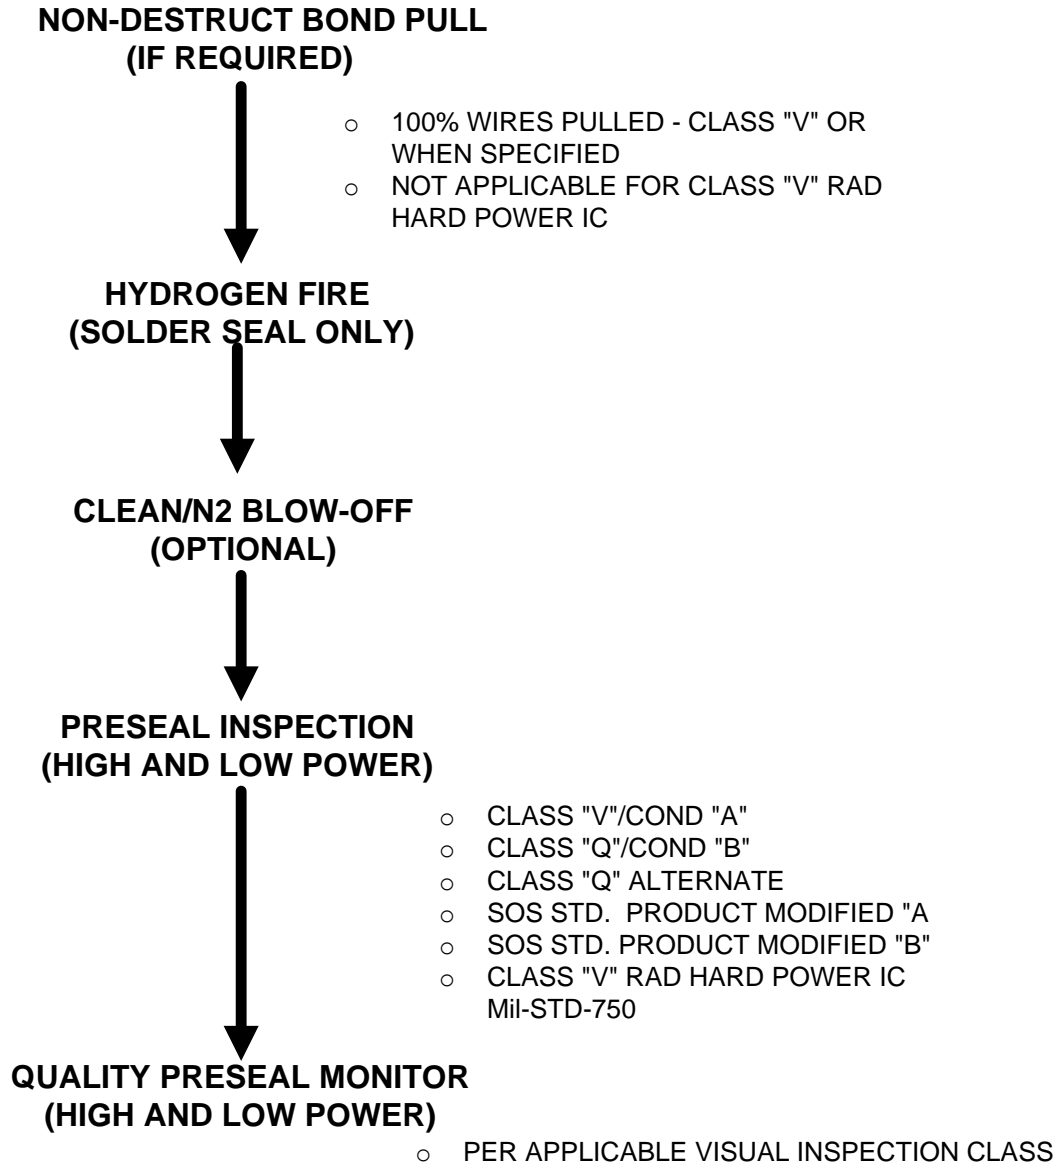 NON-DESTRUCT BOND PULL
(IF REQUIRED)
○ 100% WIRES PULLED - CLASS "V" OR
WHEN SPECIFIED
○ NOT APPLICABLE FOR CLASS "V" RAD
HARD POWER IC
HYDROGEN FIRE
(SOLDER SEAL ONLY)
CLEAN/N2 BLOW-OFF
(OPTIONAL)
PRESEAL INSPECTION
(HIGH AND LOW POWER)
○ CLASS "V"/COND "A"
○ CLASS "Q"/COND "B"
○ CLASS "Q" ALTERNATE
○ SOS STD. PRODUCT MODIFIED "A
○ SOS STD. PRODUCT MODIFIED "B"
○ CLASS "V" RAD HARD POWER IC
Mil-STD-750
QUALITY PRESEAL MONITOR
(HIGH AND LOW POWER)
○ PER APPLICABLE VISUAL INSPECTION CLASS